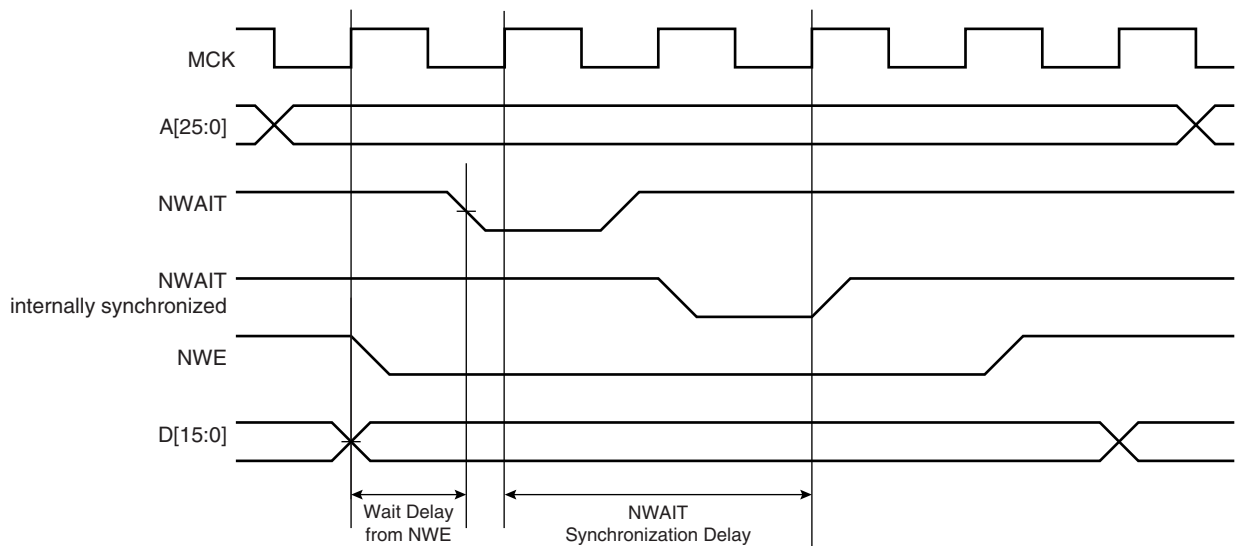 MCK
A[25:0]
NWAIT
NWAIT
internally synchronized
NWE
D[15:0]
Wait Delay
from NWE
NWAIT
Synchronization Delay